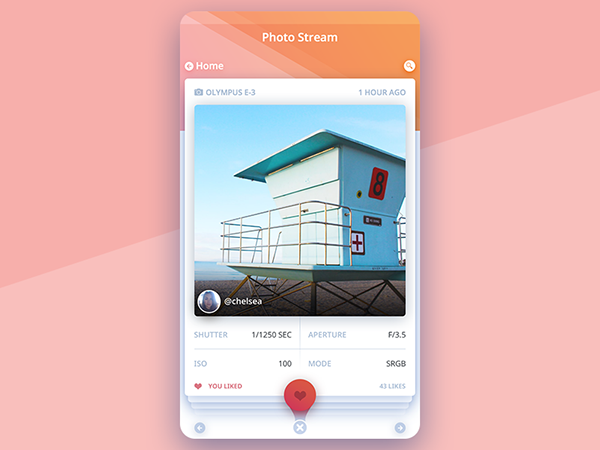 Photo Stream
Home
OLYMPUS E-3 1 HOUR AGO
8
@chelsea
SHUTTER 1/1250 SEC APERTURE F/3.5
ISO 100 MODE SRGB
YOU LIKED 43 LIKES